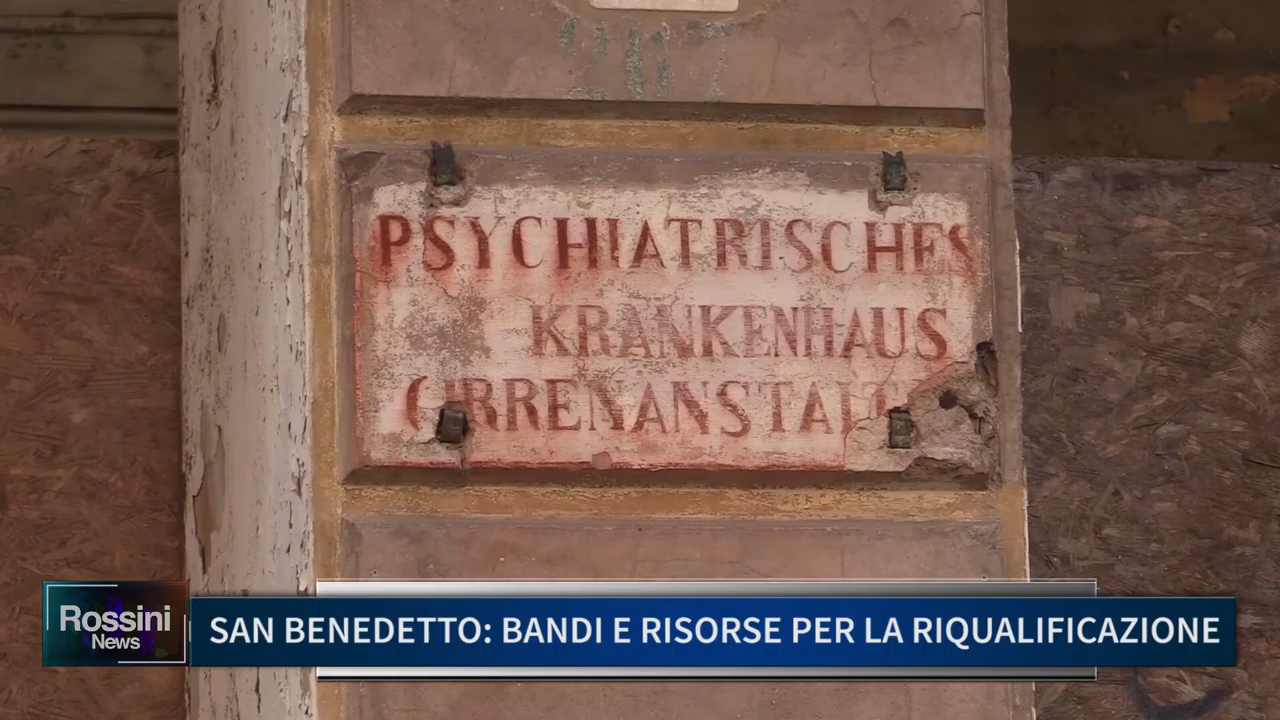 PSYCHIATRISCHES
KRANKENHAUS
(IRRENANSTALT
Rossini
News
SAN BENEDETTO: BANDI E RISORSE PER LA RIQUALIFICAZIONE